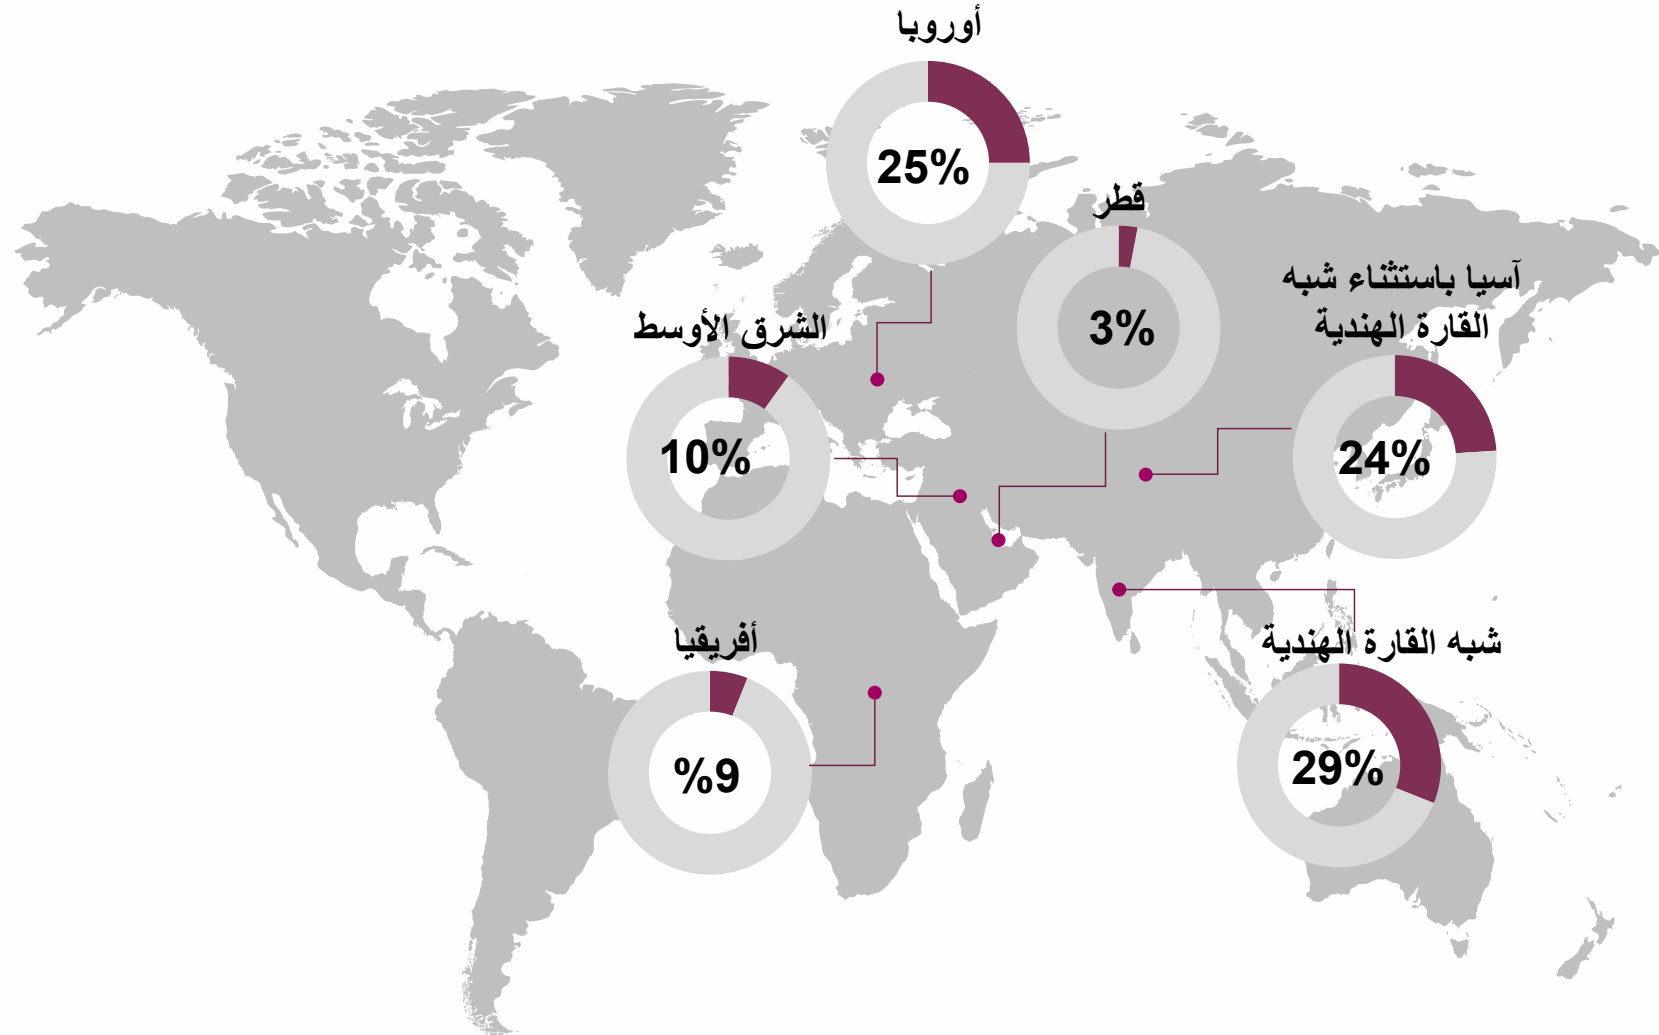 أوروبا
25%
قطر
3%
آسيا باستثناء شبه
القارة الهندية
24%
الشرق الأوسط
10%
شبه القارة الهندية
29%
أفريقيا
%9